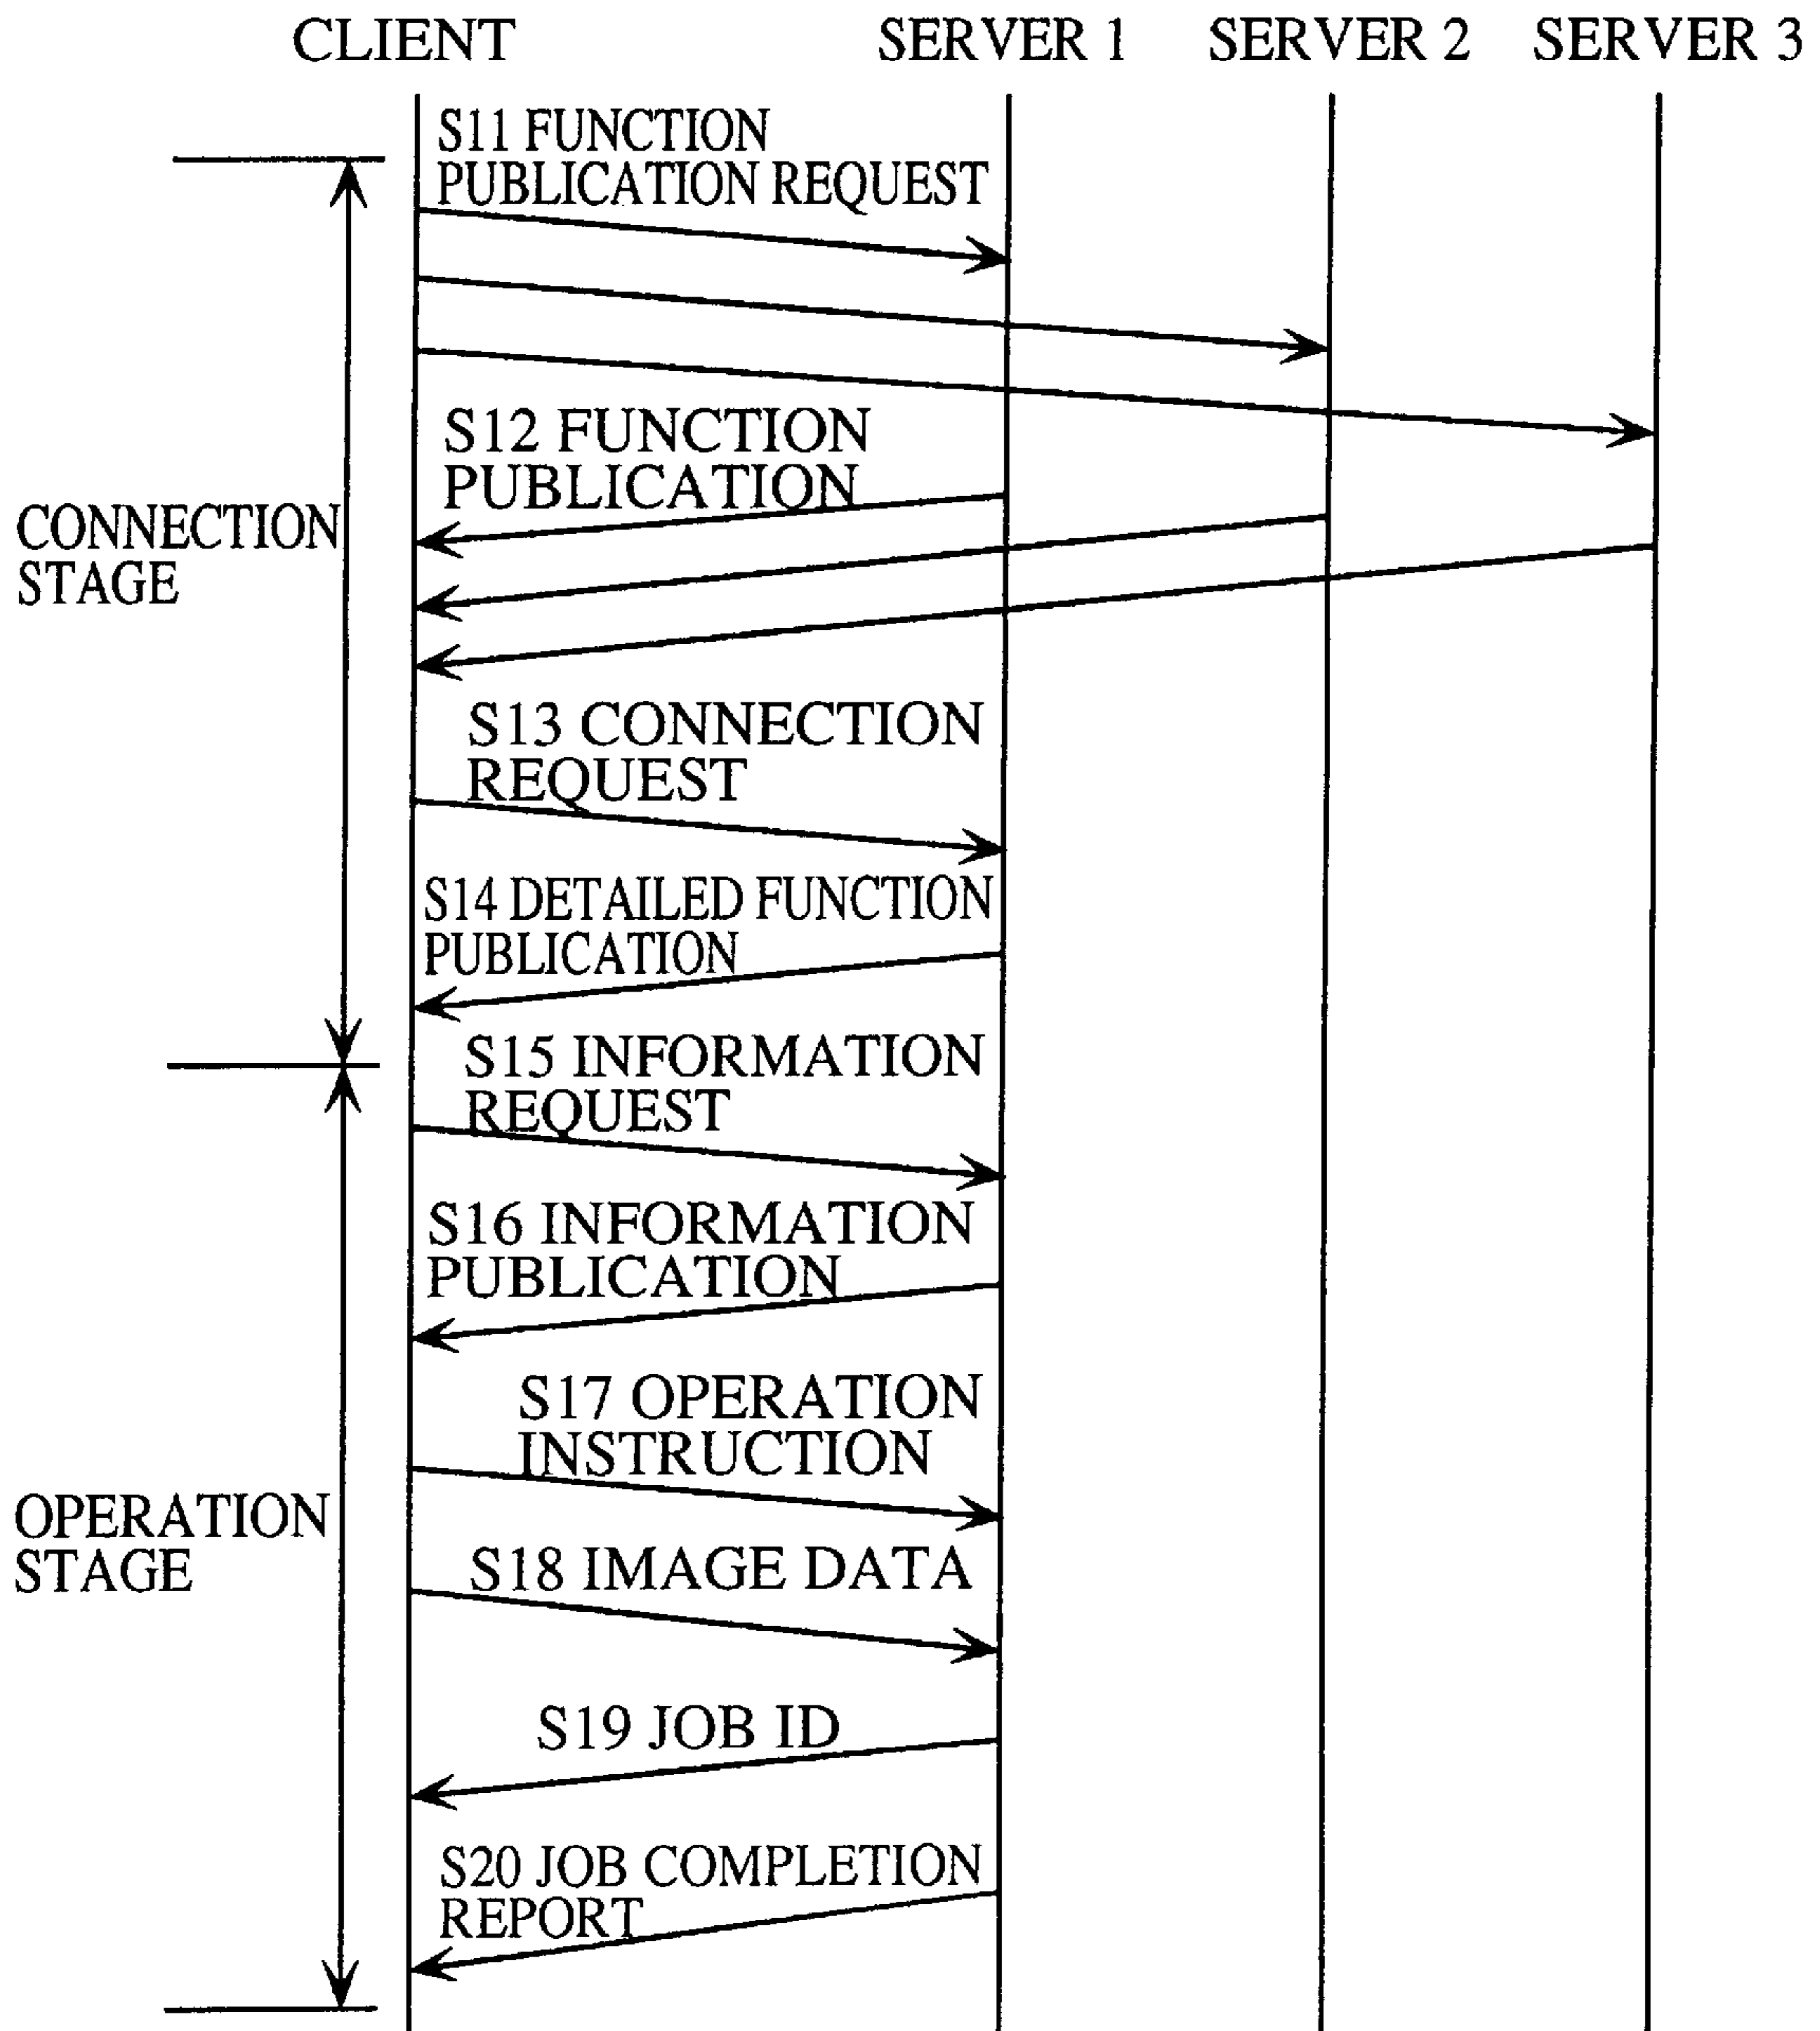 CLIENT SERVER 1 SERVER 2 SERVER 3
S11 FUNCTION
PUBLICATION REQUEST
S12 FUNCTION
PUBLICATION
CONNECTION
STAGE
S13 CONNECTION
REQUEST
S14 DETAILED FUNCTION
PUBLICATION
S15 INFORMATION
REQUEST
S16 INFORMATION
PUBLICATION
S17 OPERATION
INSTRUCTION
OPERATION
STAGE
S18 IMAGE DATA
S19 JOB ID
S20 JOB COMPLETION
REPORT